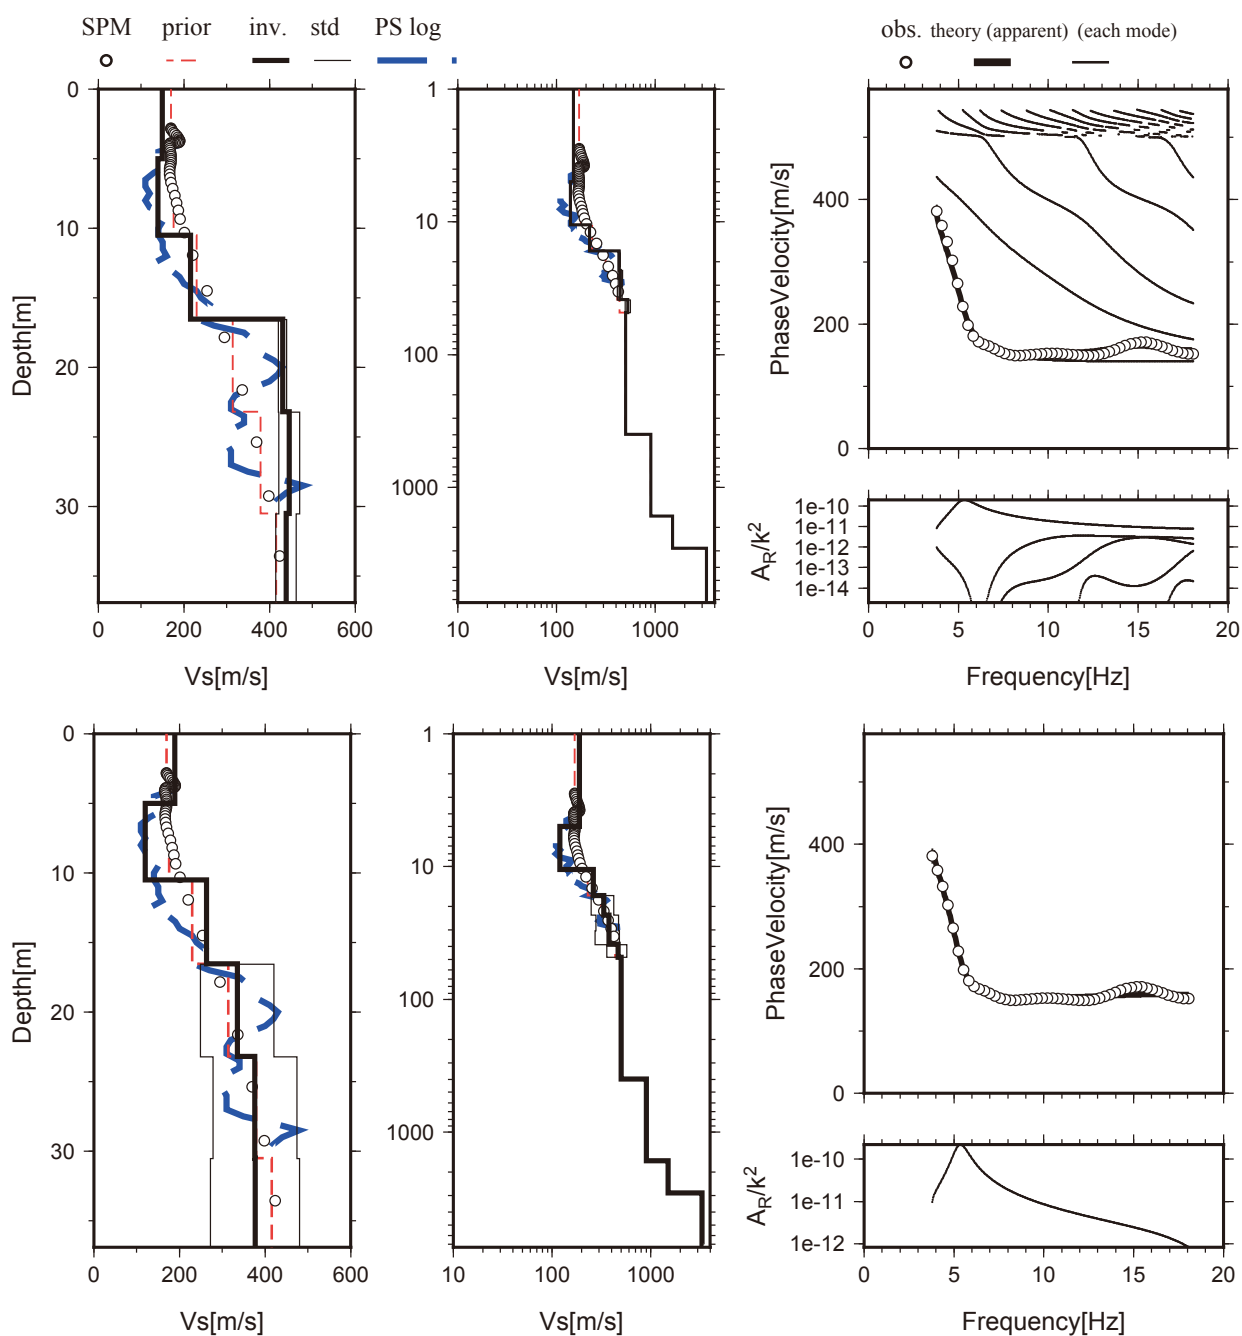 SPM prior inv. std PS log
obs. theory (apparent) (each mode)
0
10
20
30
Depth[m]
0 200 400 600
Vs[m/s]
1
10
100
1000
10 100 1000
Vs[m/s]
400
200
0
PhaseVelocity[m/s]
1e-10
1e-11
1e-12
1e-13
1e-14
AR/k2
0 5 10 15 20
Frequency[Hz]
0
10
20
30
Depth[m]
0 200 400 600
Vs[m/s]
1
10
100
1000
10 100 1000
Vs[m/s]
400
200
0
PhaseVelocity[m/s]
1e-10
1e-11
1e-12
AR/k2
0 5 10 15 20
Frequency[Hz]